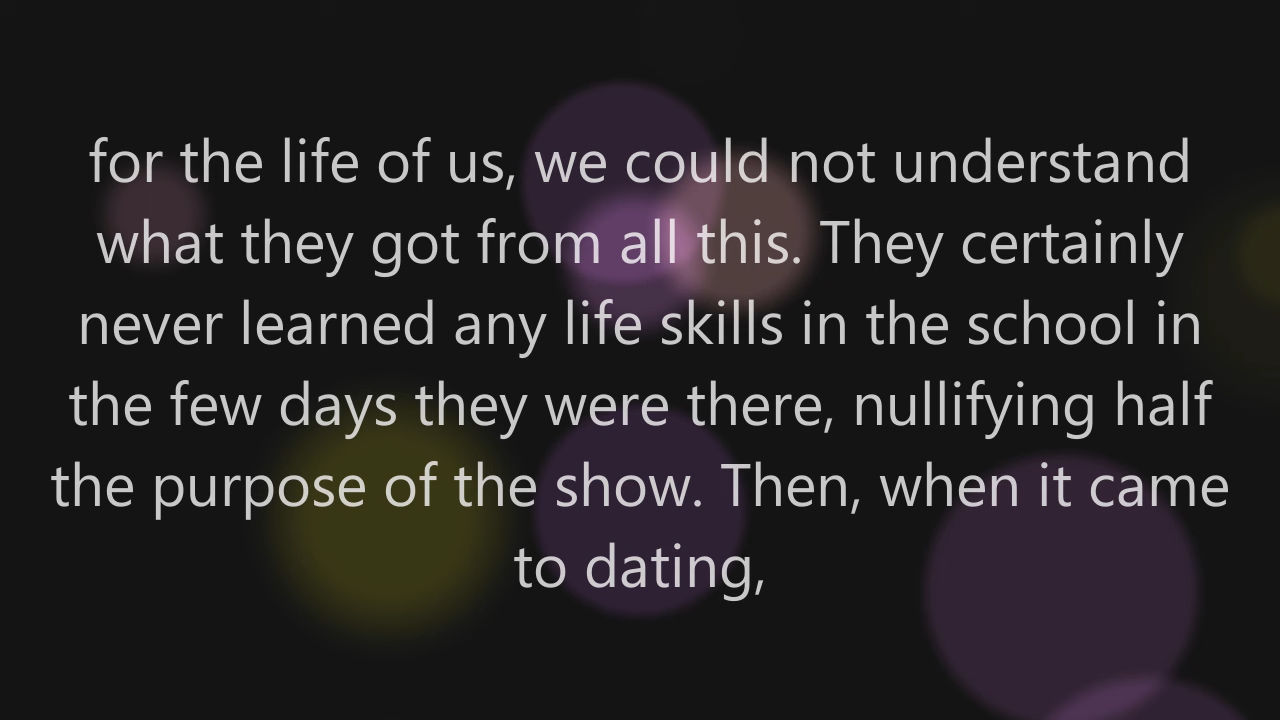 for the life of us, we could not understand
what they got from all this. They certainly
never learned any life skills in the school in
the few days they were there, nullifying half
the purpose of the show. Then, when it came
to dating,